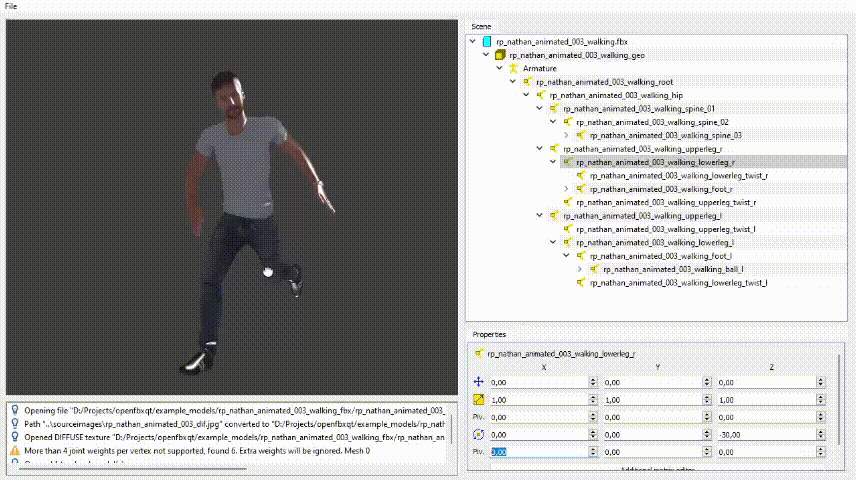 File
Scene
rp_nathan_animated_003_walking.fbx
rp_nathan_animated_003_walking_geo
Armature
rp_nathan_animated_003_walking_root
rp_nathan_animated_003_walking_hip
rp_nathan_animated_003_walking_spine_01
rp_nathan_animated_003_walking_spine_02
rp_nathan_animated_003_walking_spine_03
rp_nathan_animated_003_walking_upperleg_r
rp_nathan_animated_003_walking_lowerleg_r
rp_nathan_animated_003_walking_lowerleg_twist_r
rp_nathan_animated_003_walking_foot_r
rp_nathan_animated_003_walking_upperleg_twist_r
rp_nathan_animated_003_walking_upperleg_l
rp_nathan_animated_003_walking_upperleg_twist_l
rp_nathan_animated_003_walking_lowerleg_l
rp_nathan_animated_003_walking_foot_l
rp_nathan_animated_003_walking_ball_l
rp_nathan_animated_003_walking_lowerleg_twist_l
Properties
rp_nathan_animated_003_walking_lowerleg_r
X Y Z
0,00 0,00 0,00
1,00 1,00 1,00
Piv. 0,00 0,00 0,00
0,00 0,00 -30,00
Piv. 0,00 0,00 0,00
Additional matrix editor
Opening file "D:/Projects/openfbxqt/example_models/rp_nathan_animated_003_walking_fbx/rp_nathan_animated_003_
Path "..\sourceimages\rp_nathan_animated_003_dif.jpg" converted to "D:/Projects/openfbxqt/example_models/rp_nath
Opened DIFFUSE texture "D:/Projects/openfbxqt/example_models/rp_nathan_animated_003_walking_fbx/rp_nathan_an
More than 4 joint weights per vertex not supported, found 6. Extra weights will be ignored. Mesh 0